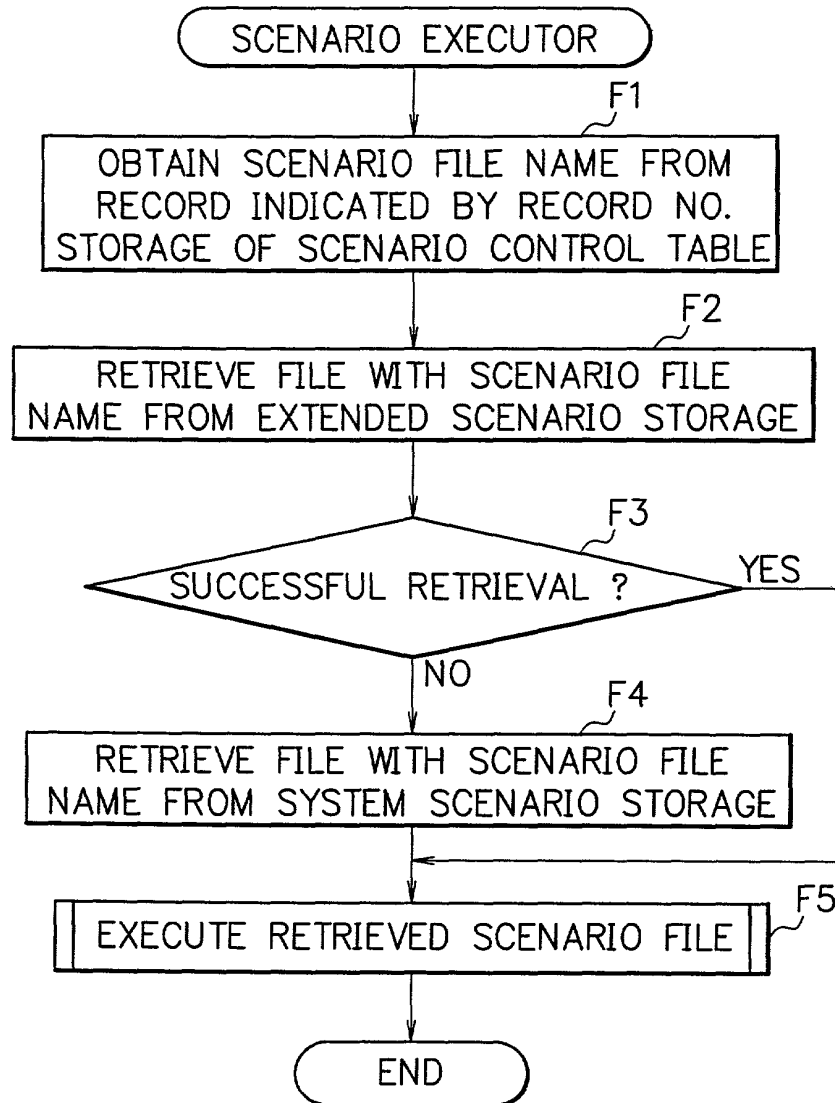 SCENARIO EXECUTOR
F1
OBTAIN SCENARIO FILE NAME FROM
RECORD INDICATED BY RECORD NO.
STORAGE OF SCENARIO CONTROL TABLE
F2
RETRIEVE FILE WITH SCENARIO FILE
NAME FROM EXTENDED SCENARIO STORAGE
F3
SUCCESSFUL RETRIEVAL ?
YES
NO
F4
RETRIEVE FILE WITH SCENARIO FILE
NAME FROM SYSTEM SCENARIO STORAGE
F5
EXECUTE RETRIEVED SCENARIO FILE
END